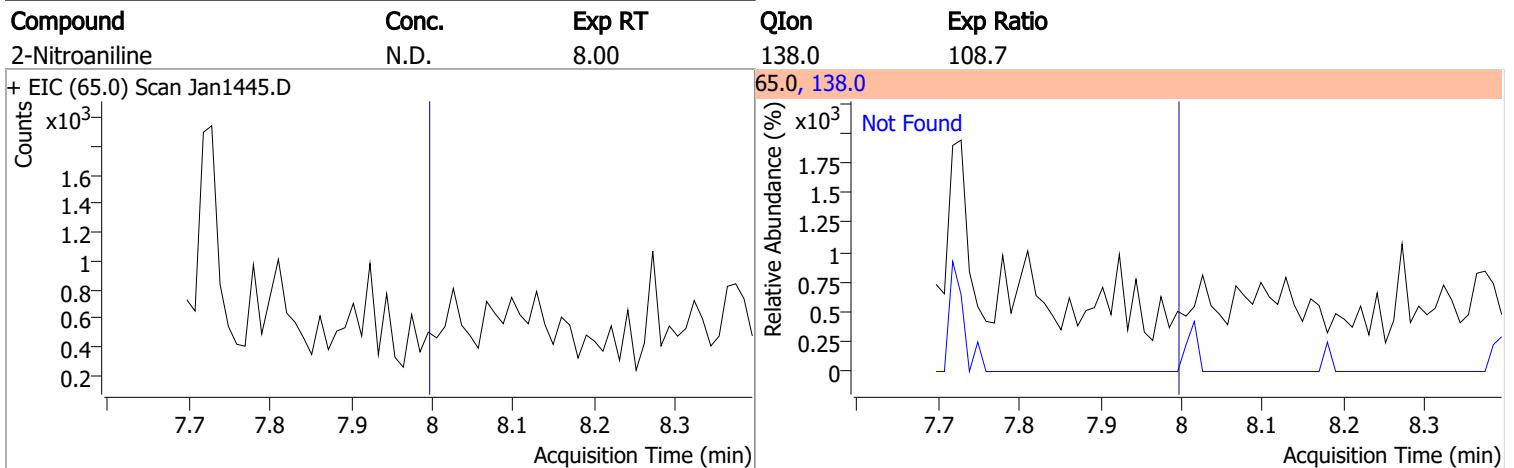 Compound Conc. Exp RT QIon Exp Ratio
2-Nitroaniline N.D. 8.00 138.0 108.7
+ EIC (65.0) Scan Jan1445.D
Counts
x10³
1.6
1.4
1.2
1
0.8
0.6
0.4
0.2
7.7 7.8 7.9 8 8.1 8.2 8.3
Acquisition Time (min)
65.0, 138.0
Relative Abundance (%)
x10³
Not Found
1.75
1.5
1.25
1
0.75
0.5
0.25
0
7.7 7.8 7.9 8 8.1 8.2 8.3
Acquisition Time (min)